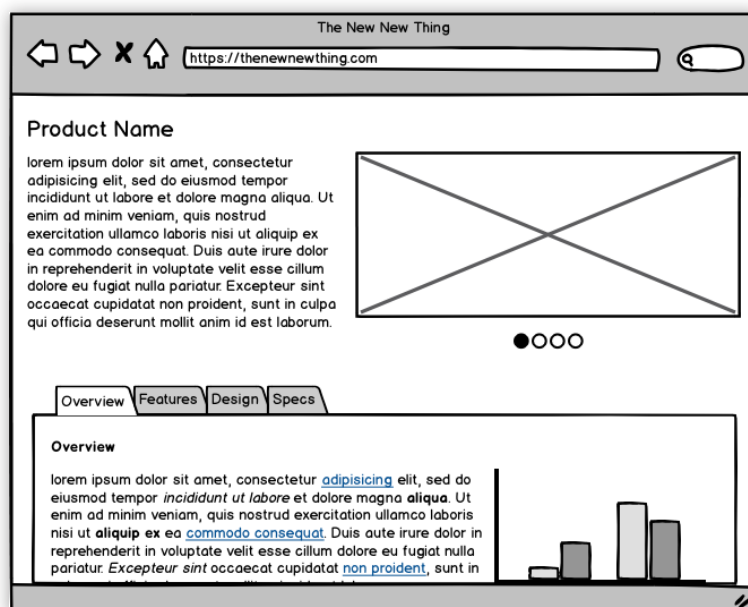 The New New Thing
https://thenewnewthing.com
Product Name
lorem ipsum dolor sit amet, consectetur
adipisicing elit, sed do eiusmod tempor
incididunt ut labore et dolore magna aliqua. Ut
enim ad minim veniam, quis nostrud
exercitation ullamco laboris nisi ut aliquip ex
ea commodo consequat. Duis aute irure dolor
in reprehenderit in voluptate velit esse cillum
dolore eu fugiat nulla pariatur. Excepteur sint
occaecat cupidatat non proident, sunt in culpa
qui officia deserunt mollit anim id est laborum.
Overview Features Design Specs
Overview
lorem ipsum dolor sit amet, consectetur adipisicing elit, sed do
eiusmod tempor incididunt ut labore et dolore magna aliqua. Ut
enim ad minim veniam, quis nostrud exercitation ullamco laboris
nisi ut aliquip ex ea commodo consequat. Duis aute irure dolor in
reprehenderit in voluptate velit esse cillum dolore eu fugiat nulla
pariatur. Excepteur sint occaecat cupidatat non proident, sunt in